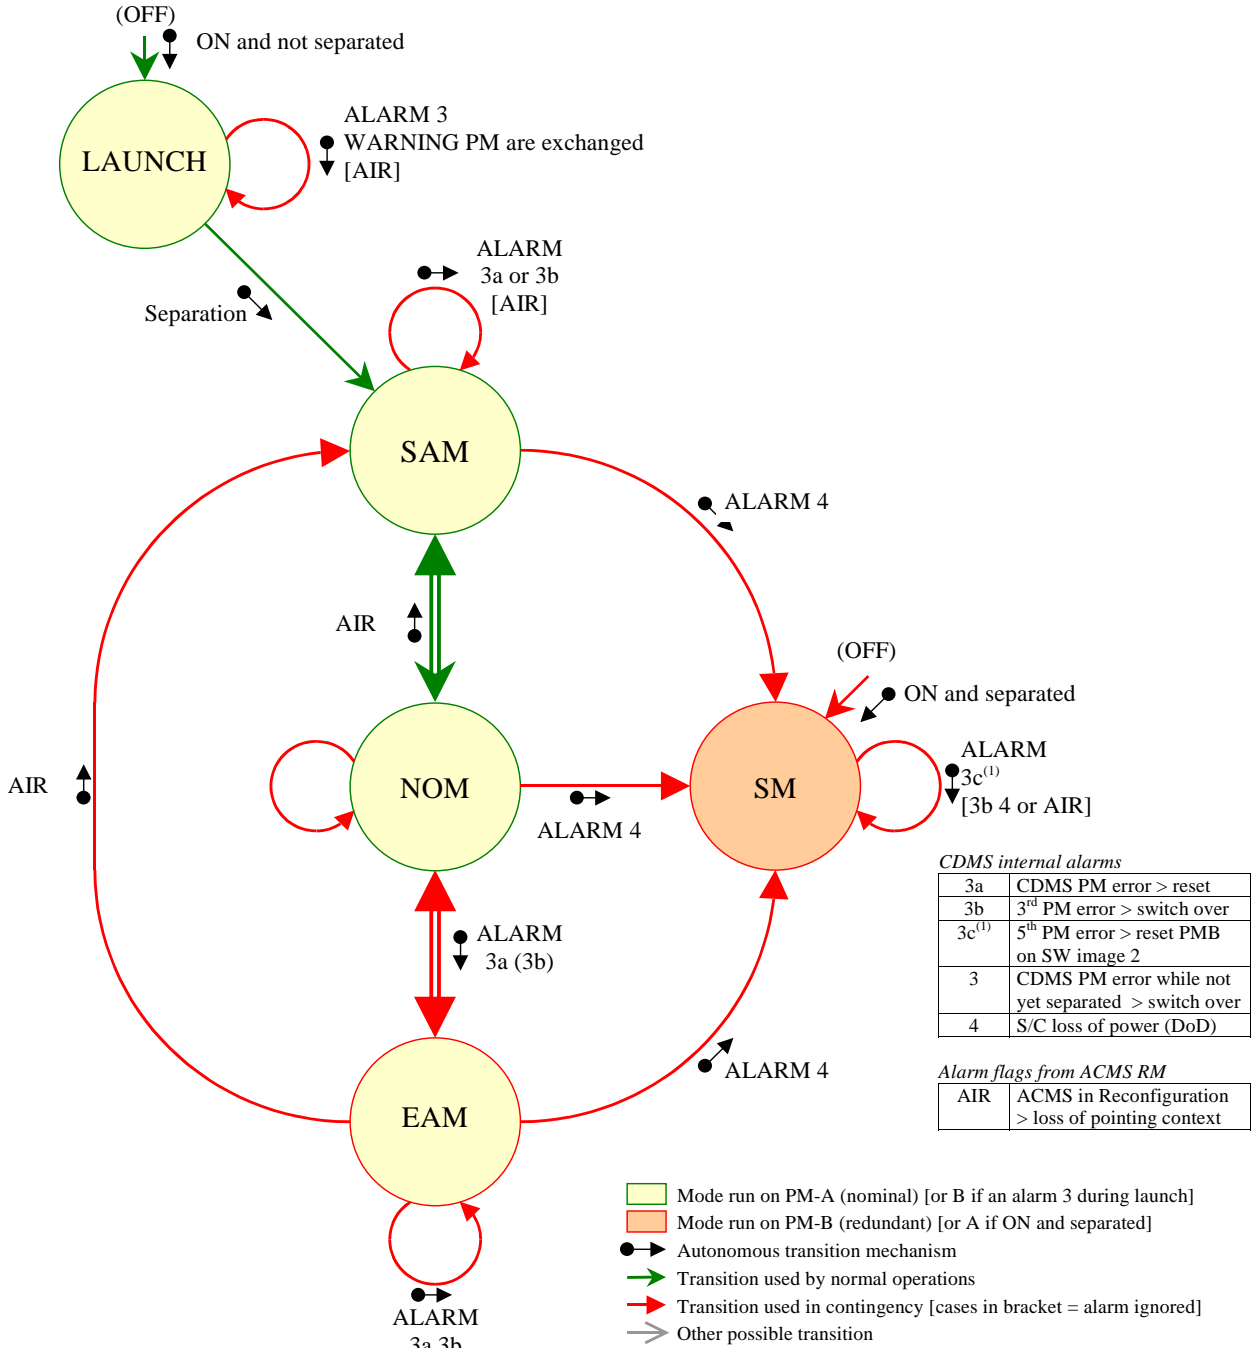 (OFF)
ON and not separated
ALARM 3
WARNING PM are exchanged
[AIR]
LAUNCH
ALARM
3a or 3b
[AIR]
Separation
SAM
ALARM 4
AIR
(OFF)
ON and separated
ALARM
3c(1)
[3b 4 or AIR]
AIR
NOM
SM
ALARM 4
CDMS internal alarms
3a CDMS PM error > reset
3b 3rd PM error > switch over
3c(1) 5th PM error > reset PMB
on SW image 2
3 CDMS PM error while not
yet separated > switch over
4 S/C loss of power (DoD)
ALARM
3a (3b)
ALARM 4
Alarm flags from ACMS RM
AIR ACMS in Reconfiguration
> loss of pointing context
EAM
Mode run on PM-A (nominal) [or B if an alarm 3 during launch]
Mode run on PM-B (redundant) [or A if ON and separated]
Autonomous transition mechanism
Transition used by normal operations
Transition used in contingency [cases in bracket = alarm ignored]
Other possible transition
ALARM
3a 3b